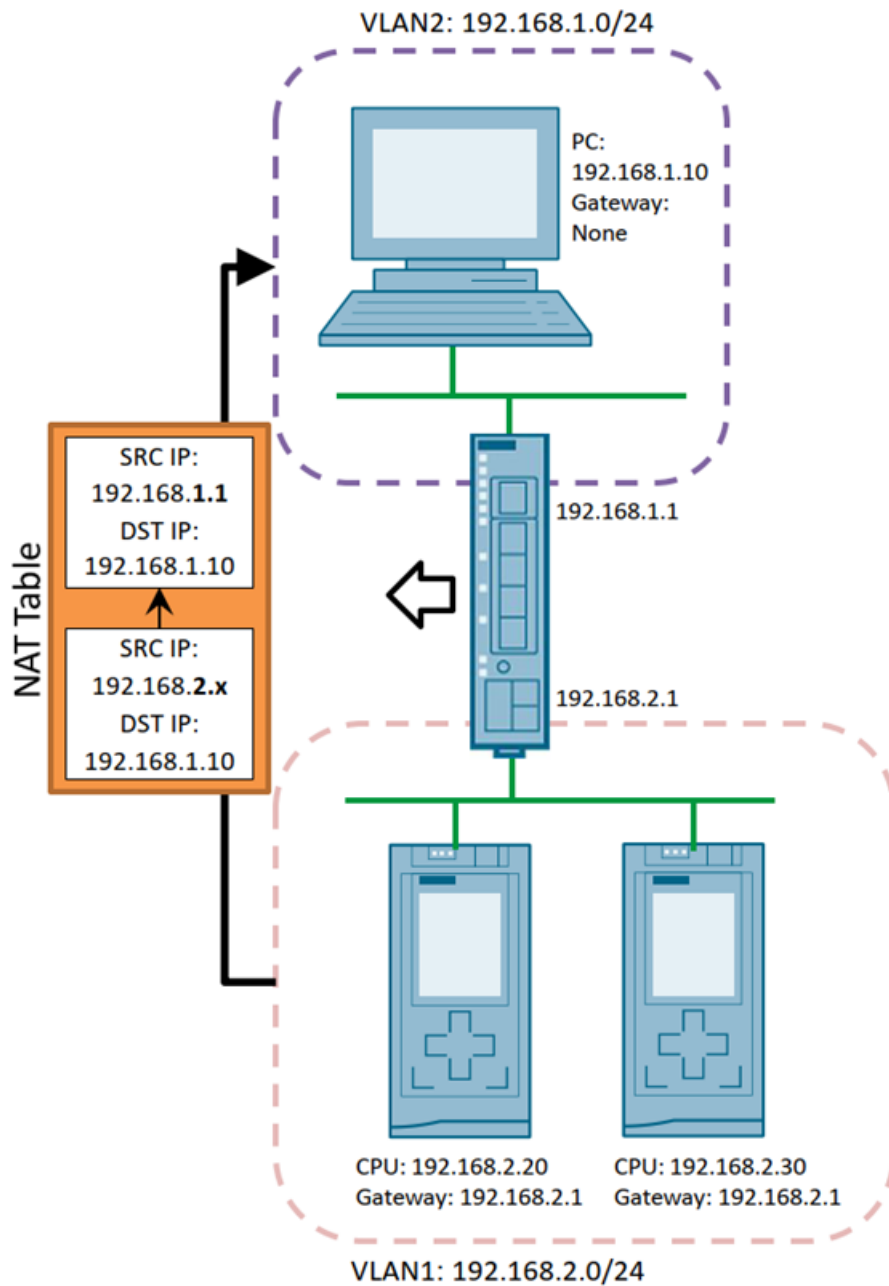 VLAN2: 192.168.1.0/24
PC:
192.168.1.10
Gateway:
None
NAT Table
SRC IP:
192.168.1.1
DST IP:
192.168.1.10
SRC IP:
192.168.2.x
DST IP:
192.168.1.10
192.168.1.1
192.168.2.1
CPU: 192.168.2.20
Gateway: 192.168.2.1
CPU: 192.168.2.30
Gateway: 192.168.2.1
VLAN1: 192.168.2.0/24